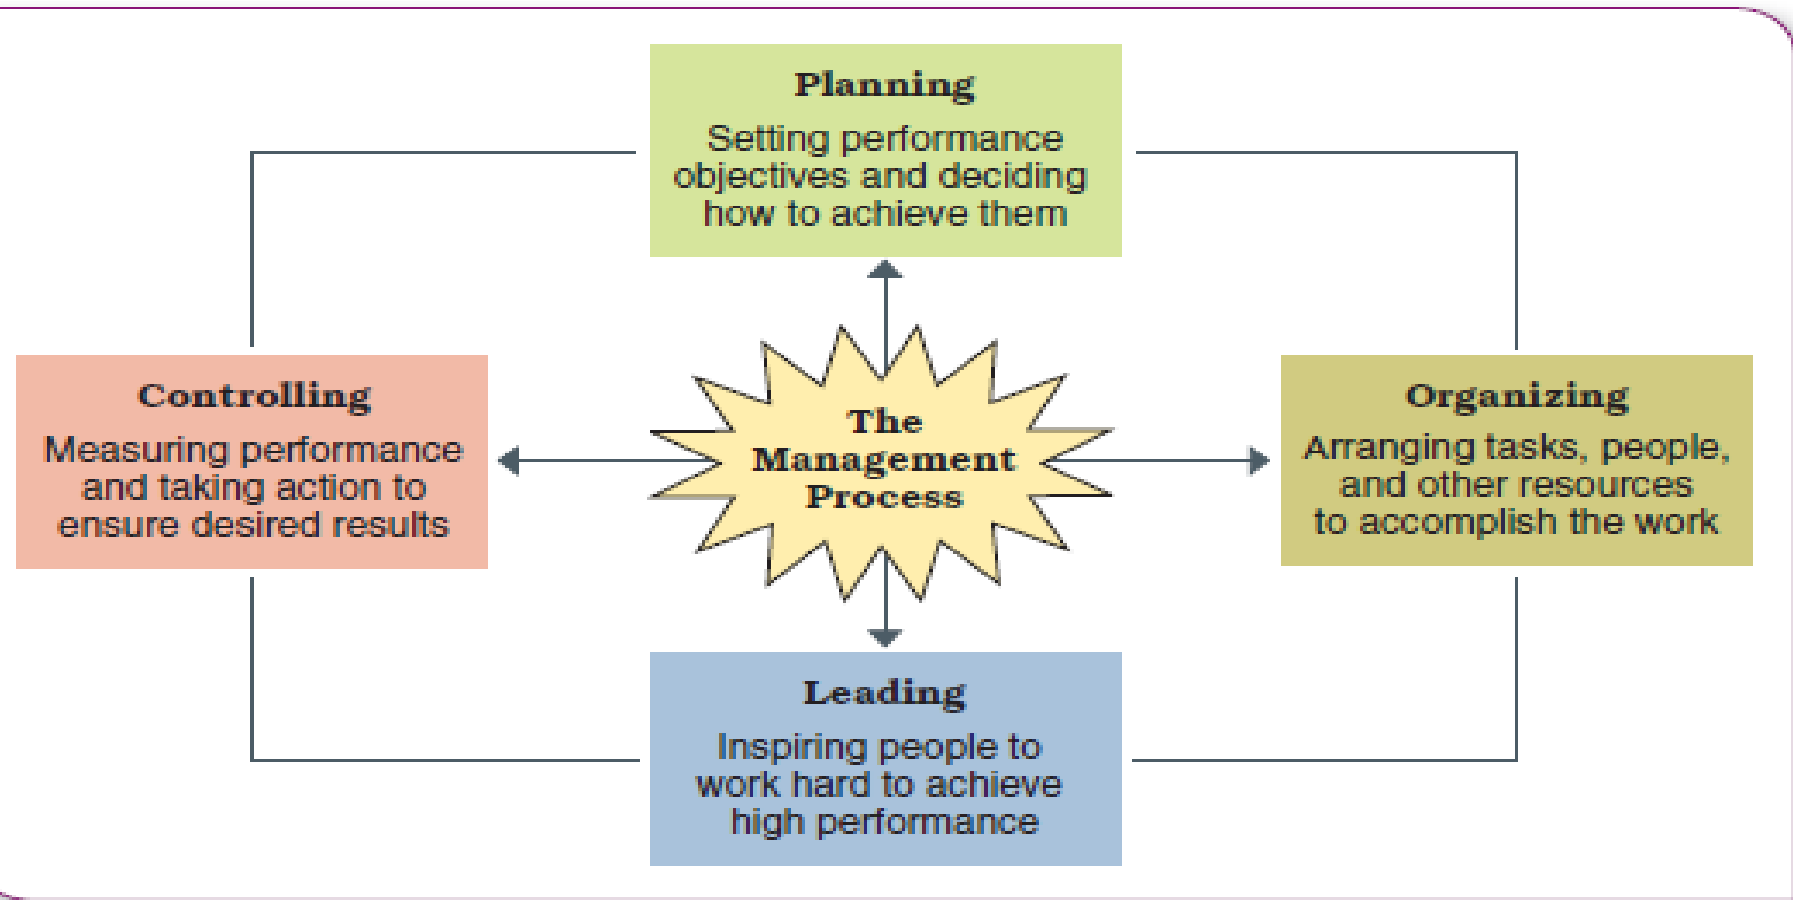 Planning
Setting performance
objectives and deciding
how to achieve them
Controlling
Measuring performance
and taking action to
ensure desired results
The
Management
Process
Organizing
Arranging tasks, people,
and other resources
to accomplish the work
Leading
Inspiring people to
work hard to achieve
high performance